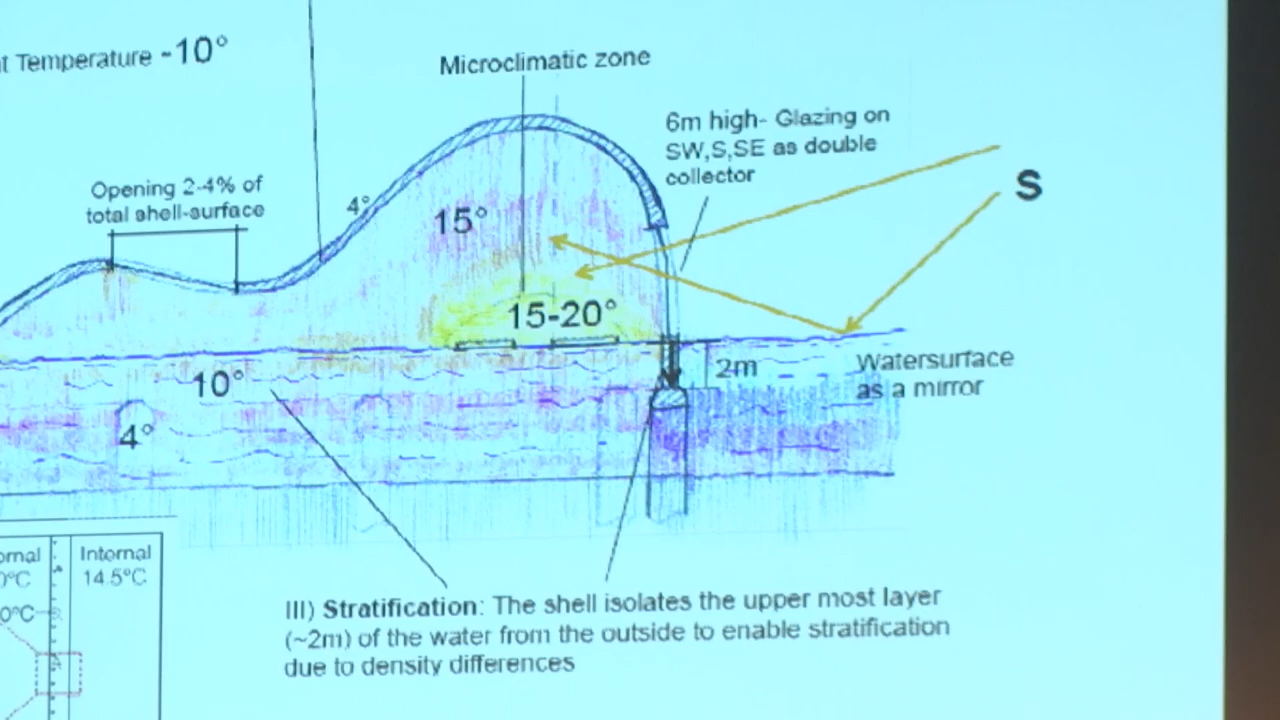 t Temperature -10°
Microclimatic zone
6m high- Glazing on
SW,S,SE as double
collector
S
Opening 2-4% of
total shell-surface
4°
15°
15-20°
10°
2m
Watersurface
as a mirror
4°
ornal
0°C
0°C
Internal
14.5°C
III) Stratification: The shell isolates the upper most layer
(~2m) of the water from the outside to enable stratification
due to density differences